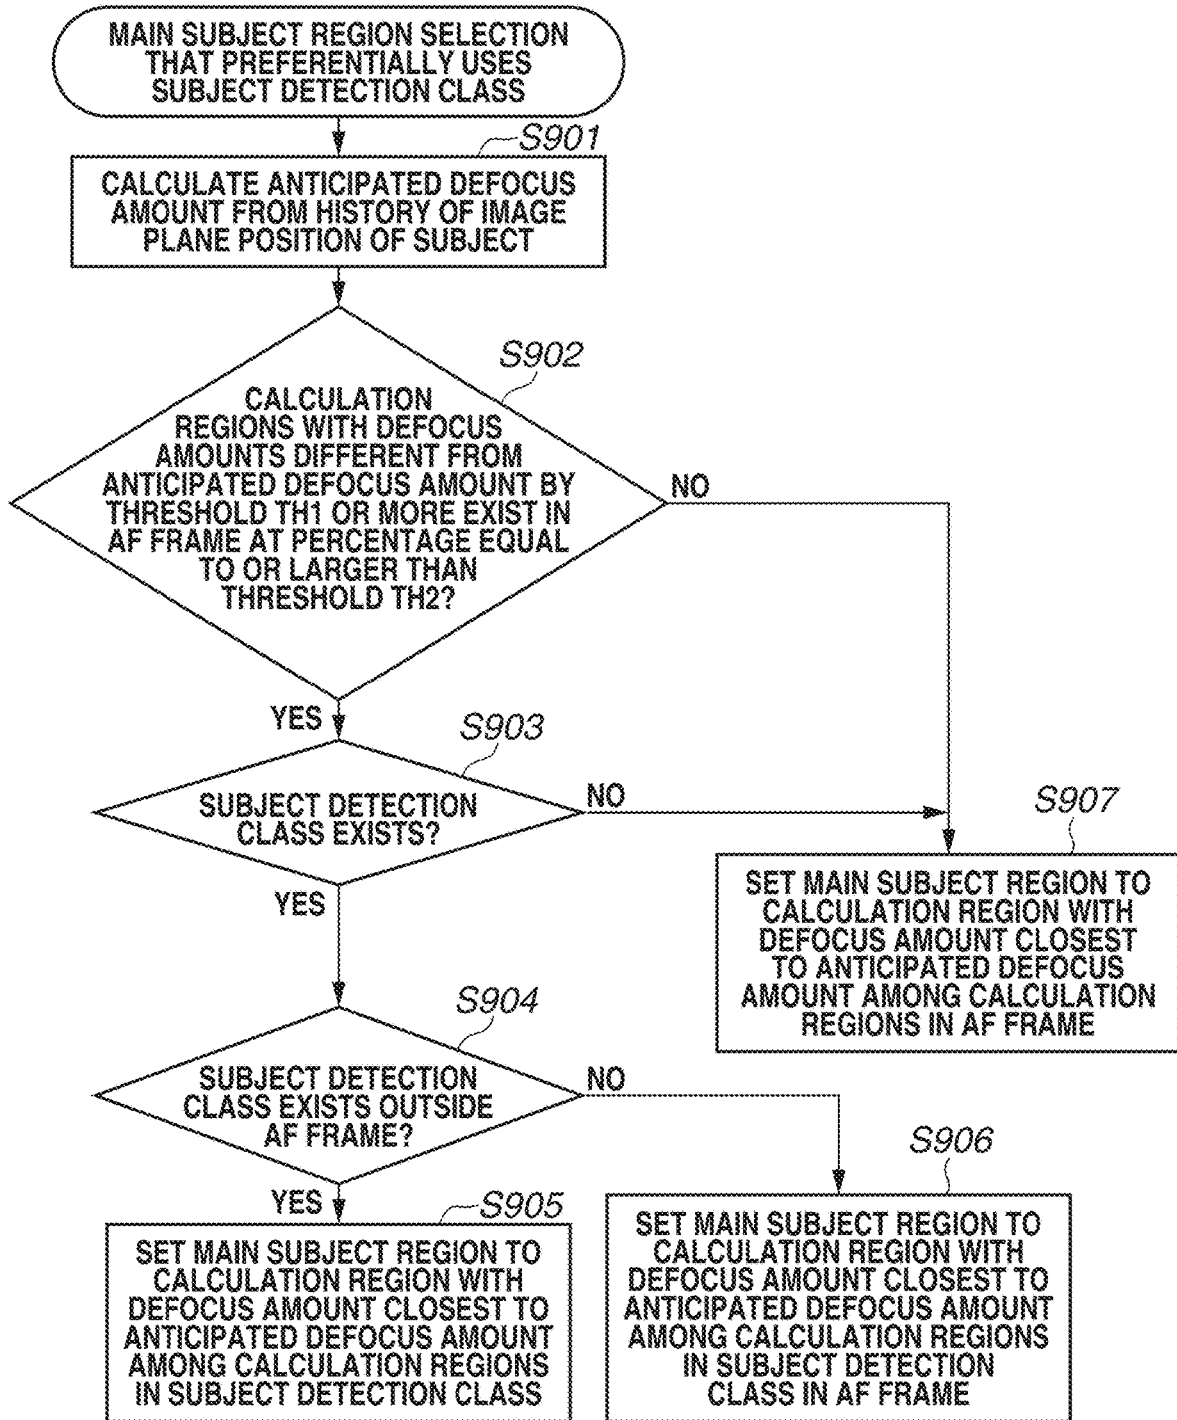 MAIN SUBJECT REGION SELECTION
THAT PREFERENTIALLY USES
SUBJECT DETECTION CLASS
S901
CALCULATE ANTICIPATED DEFOCUS
AMOUNT FROM HISTORY OF IMAGE
PLANE POSITION OF SUBJECT
S902
CALCULATION
REGIONS WITH DEFOCUS
AMOUNTS DIFFERENT FROM
ANTICIPATED DEFOCUS AMOUNT BY
THRESHOLD TH1 OR MORE EXIST IN
AF FRAME AT PERCENTAGE EQUAL
TO OR LARGER THAN
THRESHOLD TH2?
NO
YES
S903
SUBJECT DETECTION
CLASS EXISTS?
NO
YES
S907
SET MAIN SUBJECT REGION TO
CALCULATION REGION WITH
DEFOCUS AMOUNT CLOSEST
TO ANTICIPATED DEFOCUS
AMOUNT AMONG CALCULATION
REGIONS IN AF FRAME
S904
SUBJECT DETECTION
CLASS EXISTS OUTSIDE
AF FRAME?
NO
YES
S905
SET MAIN SUBJECT REGION TO
CALCULATION REGION WITH
DEFOCUS AMOUNT CLOSEST TO
ANTICIPATED DEFOCUS AMOUNT
AMONG CALCULATION REGIONS
IN SUBJECT DETECTION CLASS
S906
SET MAIN SUBJECT REGION TO
CALCULATION REGION WITH
DEFOCUS AMOUNT CLOSEST TO
ANTICIPATED DEFOCUS AMOUNT
AMONG CALCULATION REGIONS
IN SUBJECT DETECTION
CLASS IN AF FRAME